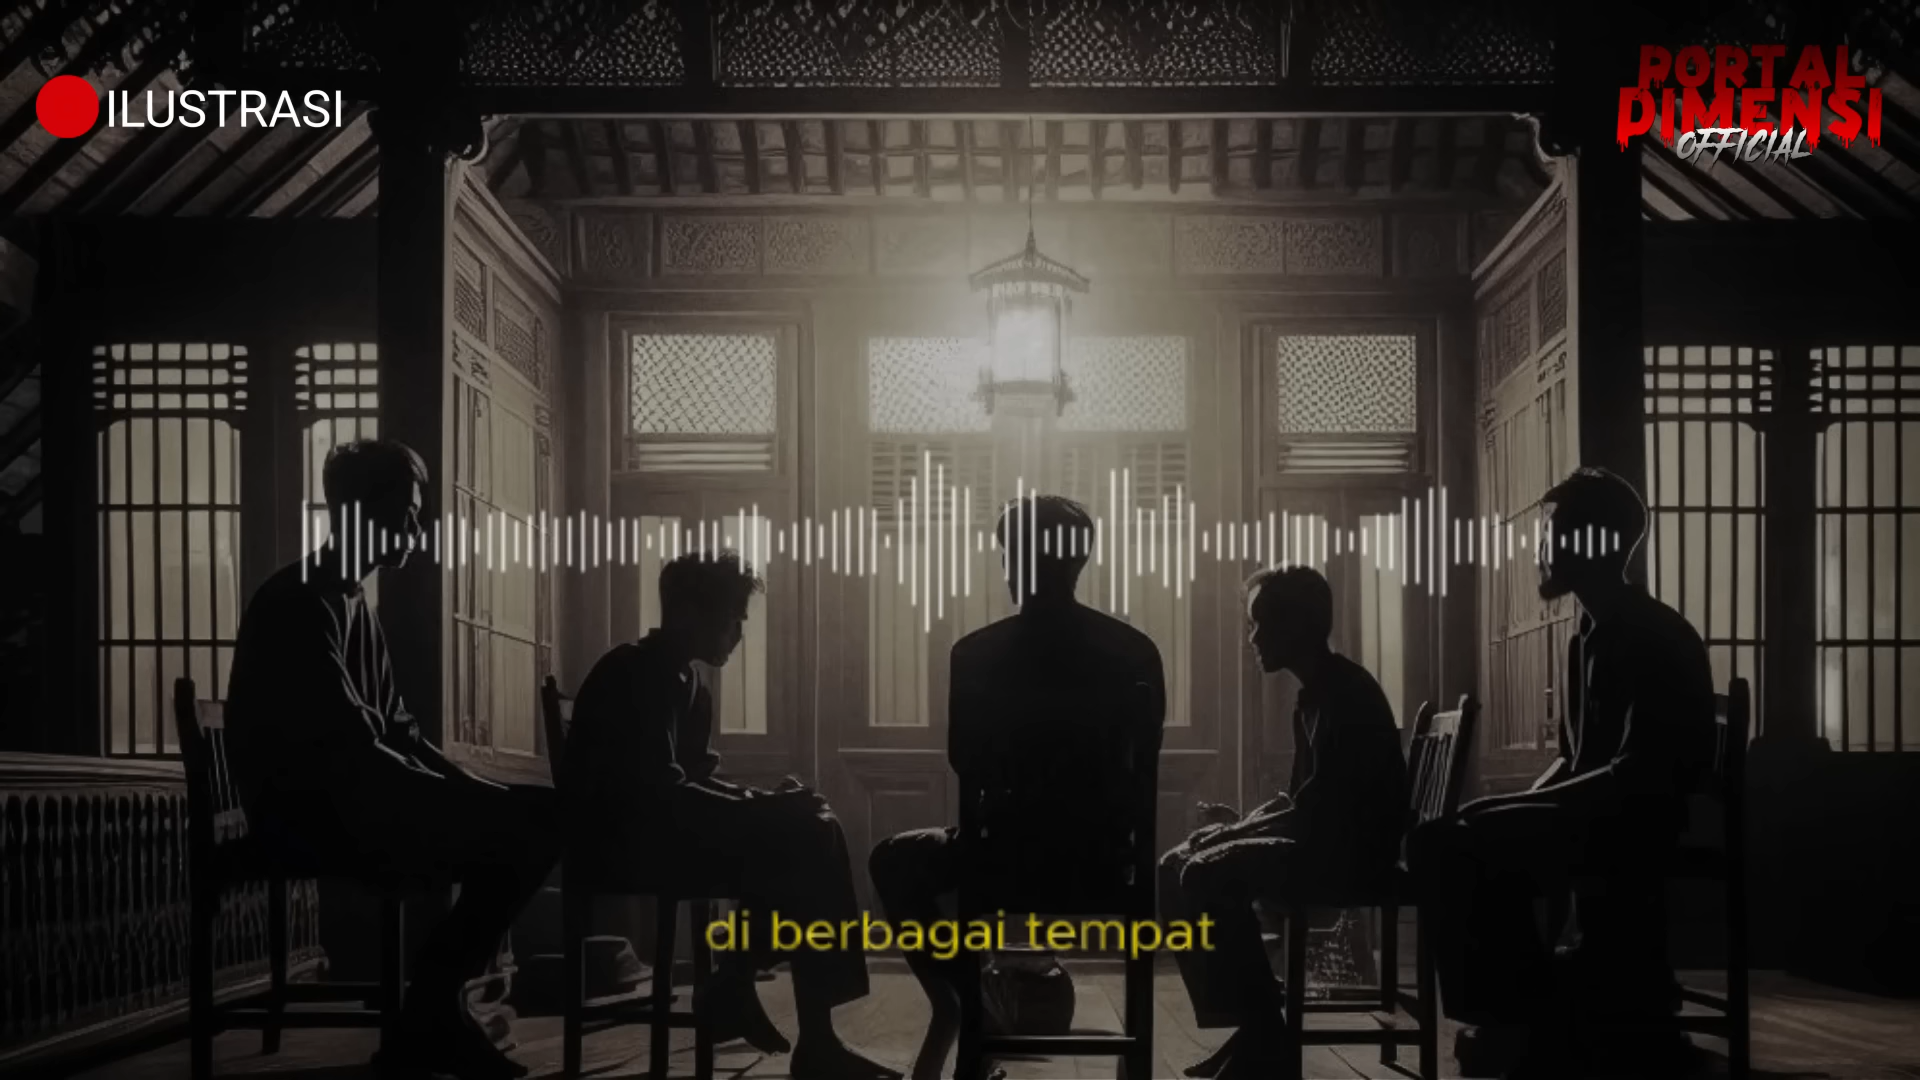 ILUSTRASI
PORTAL
DIMENSI
OFFICIAL
di berbagai tempat